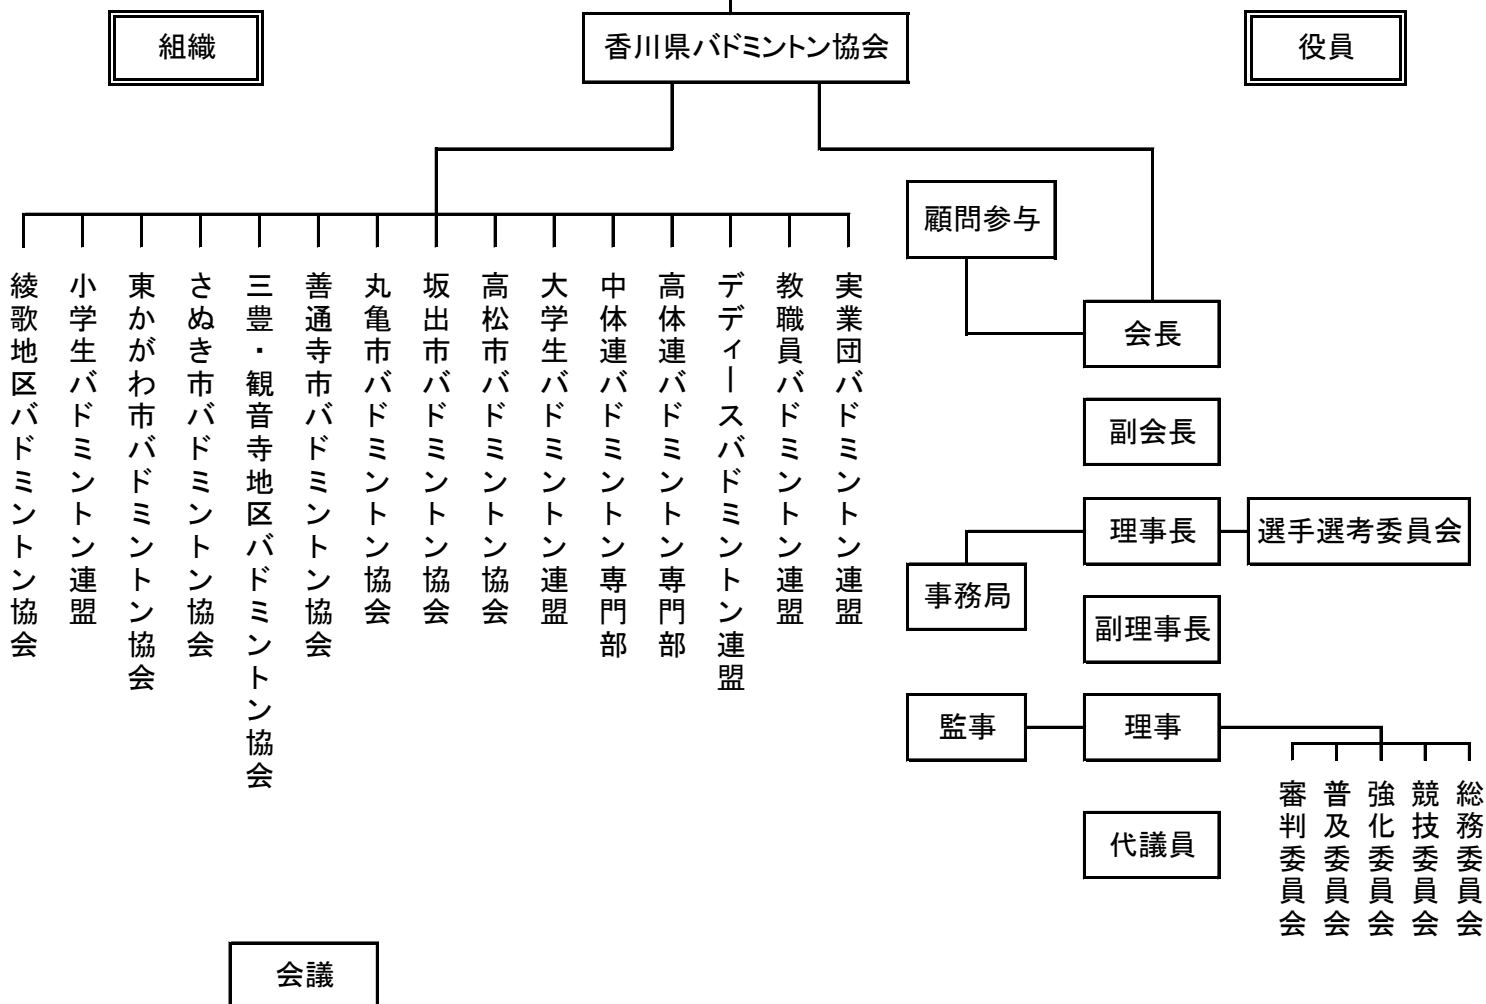 組織
香川県バドミントン協会
役員
顧問参与
会長
副会長
理事長
選手選考委員会
事務局
副理事長
監事
理事
代議員
実業団バドミントン連盟
教職員バドミントン連盟
デディースバドミントン連盟
高体連バドミントン専門部
中体連バドミントン専門部
大学生バドミントン連盟
高松市バドミントン協会
坂出市バドミントン協会
丸亀市バドミントン協会
善通寺市バドミントン協会
三豊・観音寺地区バドミントン協会
さぬき市バドミントン協会
東かがわ市バドミントン協会
小学生バドミントン連盟
綾歌地区バドミントン協会
総務委員会
競技委員会
強化委員会
普及委員会
審判委員会
会議